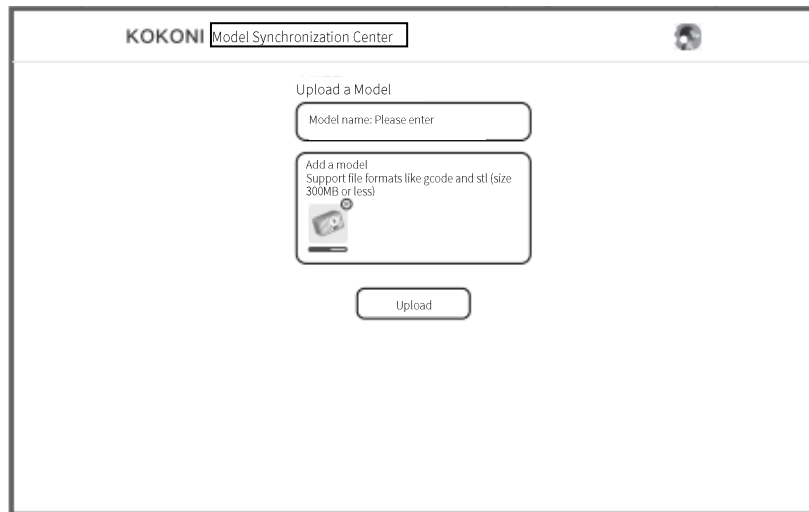 KOKONI Model Synchronization Center
Upload a Model
Model name: Please enter
Add a model
Support file formats like gcode and stl (size
300MB or less)
Upload